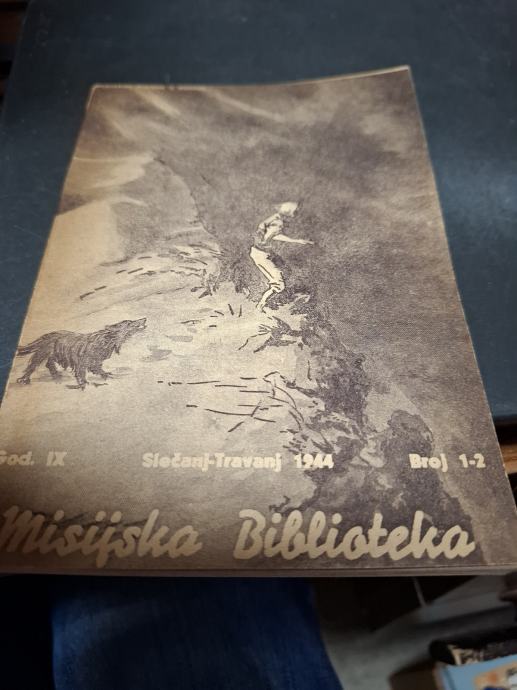 God. IX Siečanj-Travanj 1944 Broj 1-2
Misijska Biblioteka